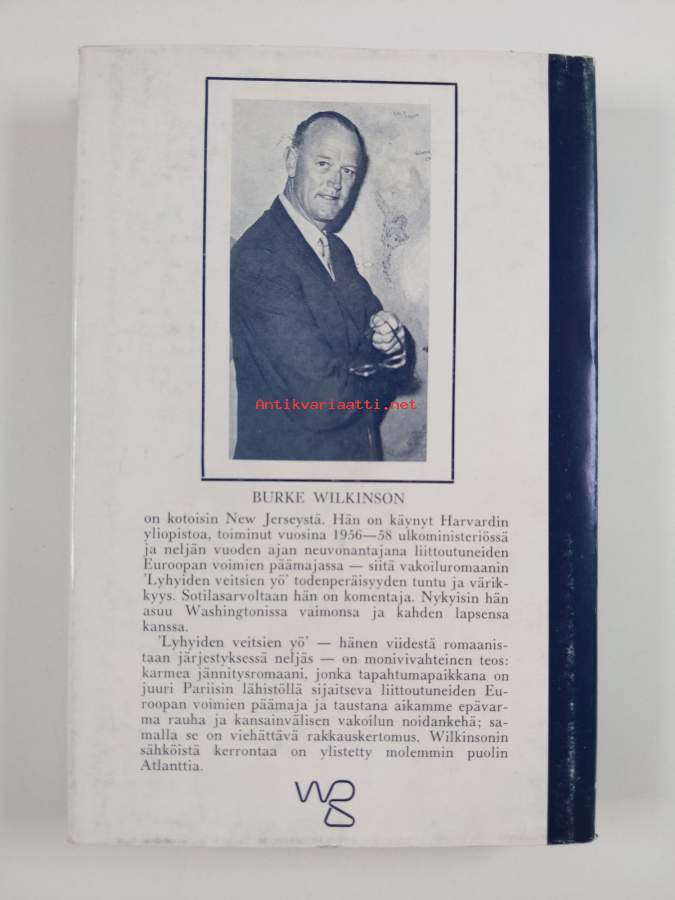 Antikvariaatti.net
BURKE WILKINSON
on kotoisin New Jerseystä. Hän on käynyt Harvardin
yliopistoa, toiminut vuosina 1956—58 ulkoministeriössä
ja neljän vuoden ajan neuvonantajana liittoutuneiden
Euroopan voimien päämajassa — siitä vakoiluromaanin
'Lyhyiden veitsien yö' todenperäisyyden tuntu ja värik-
kyys. Sotilasarvoltaan hän on komentaja. Nykyisin hän
asuu Washingtonissa vaimonsa ja kahden lapsensa
kanssa.
'Lyhyiden veitsien yö' — hänen viidestä romaanis-
taan järjestyksessä neljäs — on monivivahteinen teos:
karmea jännitysromaani, jonka tapahtumapaikkana on
juuri Pariisin lähistöllä sijaitseva liittoutuneiden Eu-
roopan voimien päämaja ja taustana aikamme epävar-
ma rauha ja kansainvälisen vakoilun noidankehä; sa-
malla se on viehättävä rakkauskertomus. Wilkinsonin
sähköistä kerrontaa on ylistetty molemmin puolin
Atlanttia.